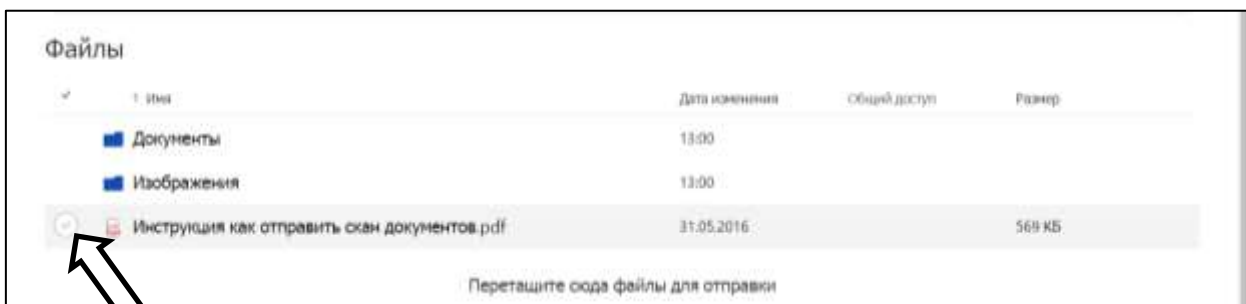 Файлы
↑ Имя Дата изменения Общий доступ Размер
Документы 13:00
Изображения 13:00
Инструкция как отправить скан документов.pdf 31.05.2016 569 КБ
Перетащите сюда файлы для отправки